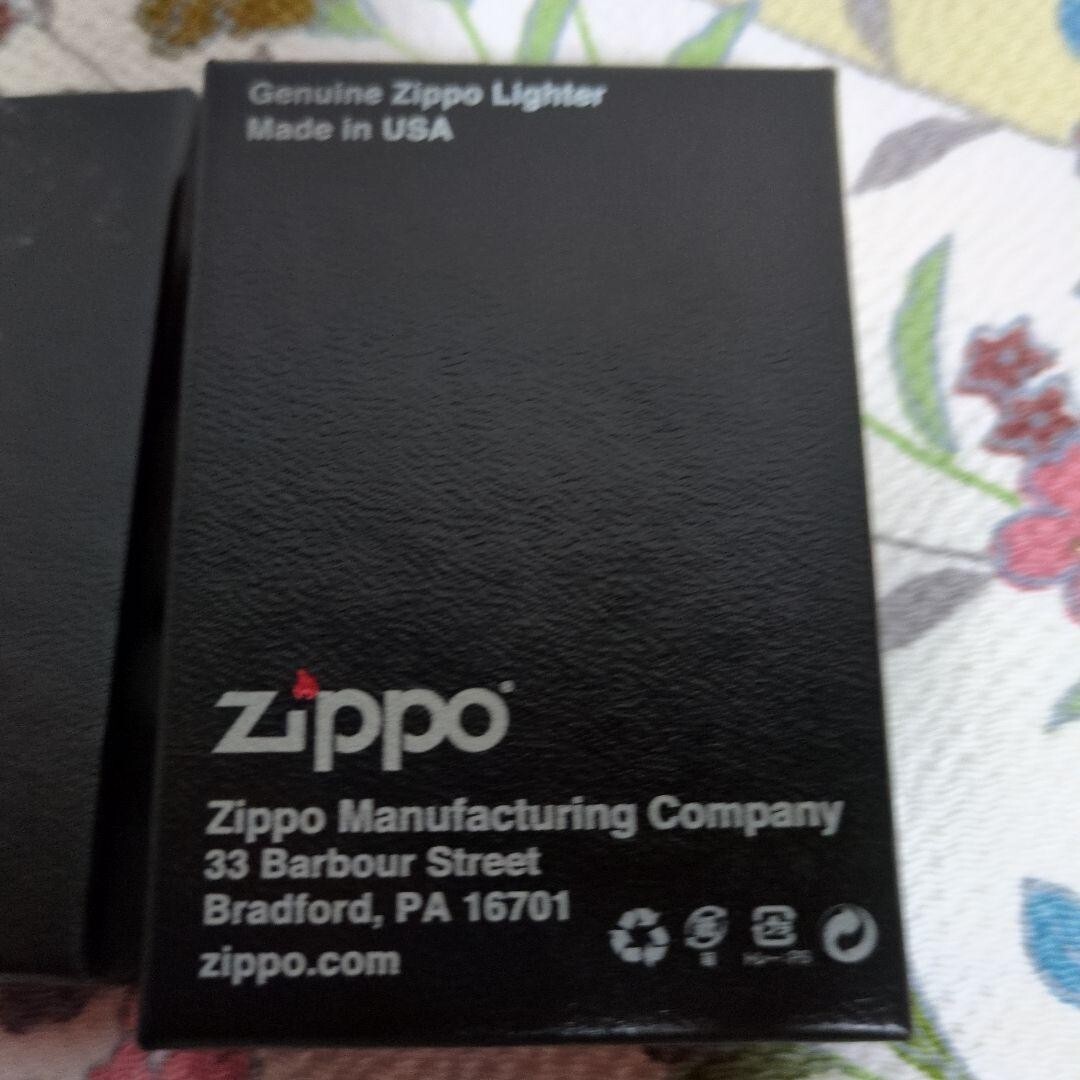 Genuine Zippo Lighter
Made in USA
zippo
Zippo Manufacturing Company
33 Barbour Street
Bradford, PA 16701
zippo.com